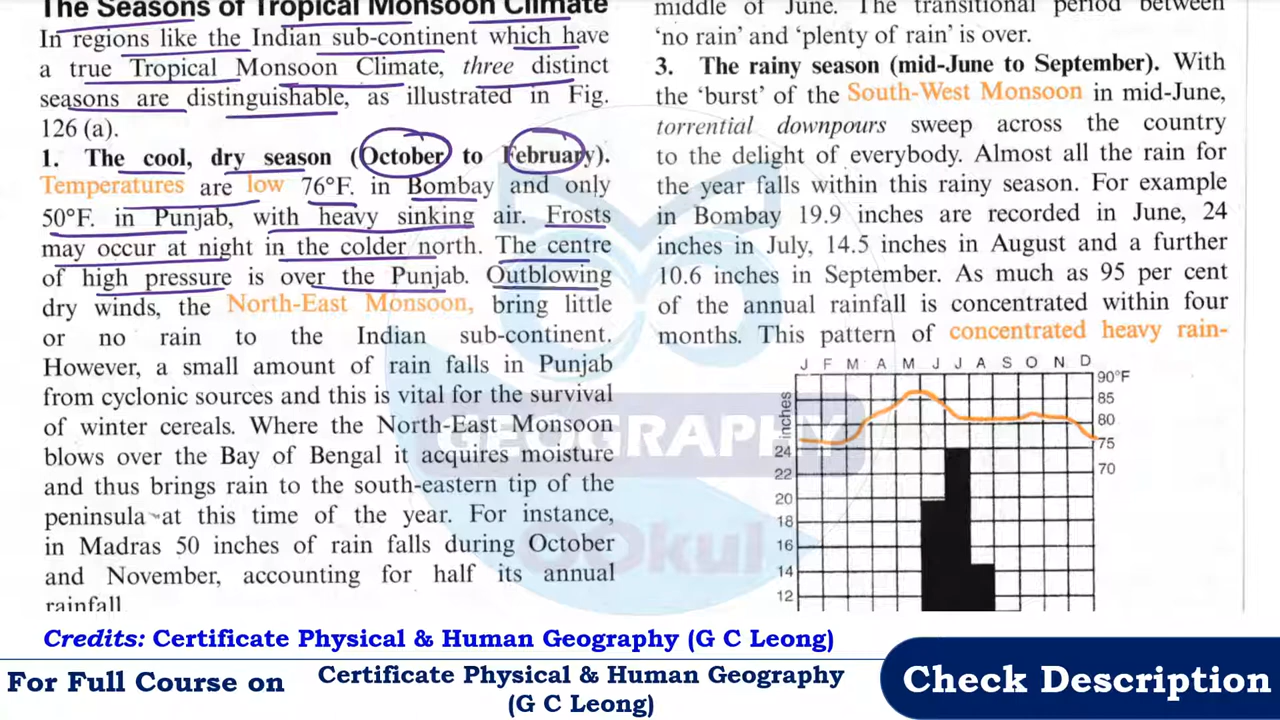 The Seasons of Tropical Monsoon Climate
In regions like the Indian sub-continent which have
a true Tropical Monsoon Climate, three distinct
seasons are distinguishable, as illustrated in Fig.
126 (a).
1. The cool, dry season (October to February).
Temperatures are low 76°F. in Bombay and only
50°F. in Punjab, with heavy sinking air. Frosts
may occur at night in the colder north. The centre
of high pressure is over the Punjab. Outblowing
dry winds, the North-East Monsoon, bring little
or no rain to the Indian sub-continent.
However, a small amount of rain falls in Punjab
from cyclonic sources and this is vital for the survival
of winter cereals. Where the North-East Monsoon
blows over the Bay of Bengal it acquires moisture
and thus brings rain to the south-eastern tip of the
peninsula at this time of the year. For instance,
in Madras 50 inches of rain falls during October
and November, accounting for half its annual
rainfall
middle of June. The transitional period between
‘no rain’ and ‘plenty of rain’ is over.
3. The rainy season (mid-June to September). With
the ‘burst’ of the South-West Monsoon in mid-June,
torrential downpours sweep across the country
to the delight of everybody. Almost all the rain for
the year falls within this rainy season. For example
in Bombay 19.9 inches are recorded in June, 24
inches in July, 14.5 inches in August and a further
10.6 inches in September. As much as 95 per cent
of the annual rainfall is concentrated within four
months. This pattern of concentrated heavy rain-
J F M A M J J A S O N D
90°F
85
80
75
70
inches
24
22
20
18
16
14
12
GEOGRAPHY
OOkul
Credits: Certificate Physical & Human Geography (G C Leong)
For Full Course on
Certificate Physical & Human Geography
(G C Leong)
Check Description